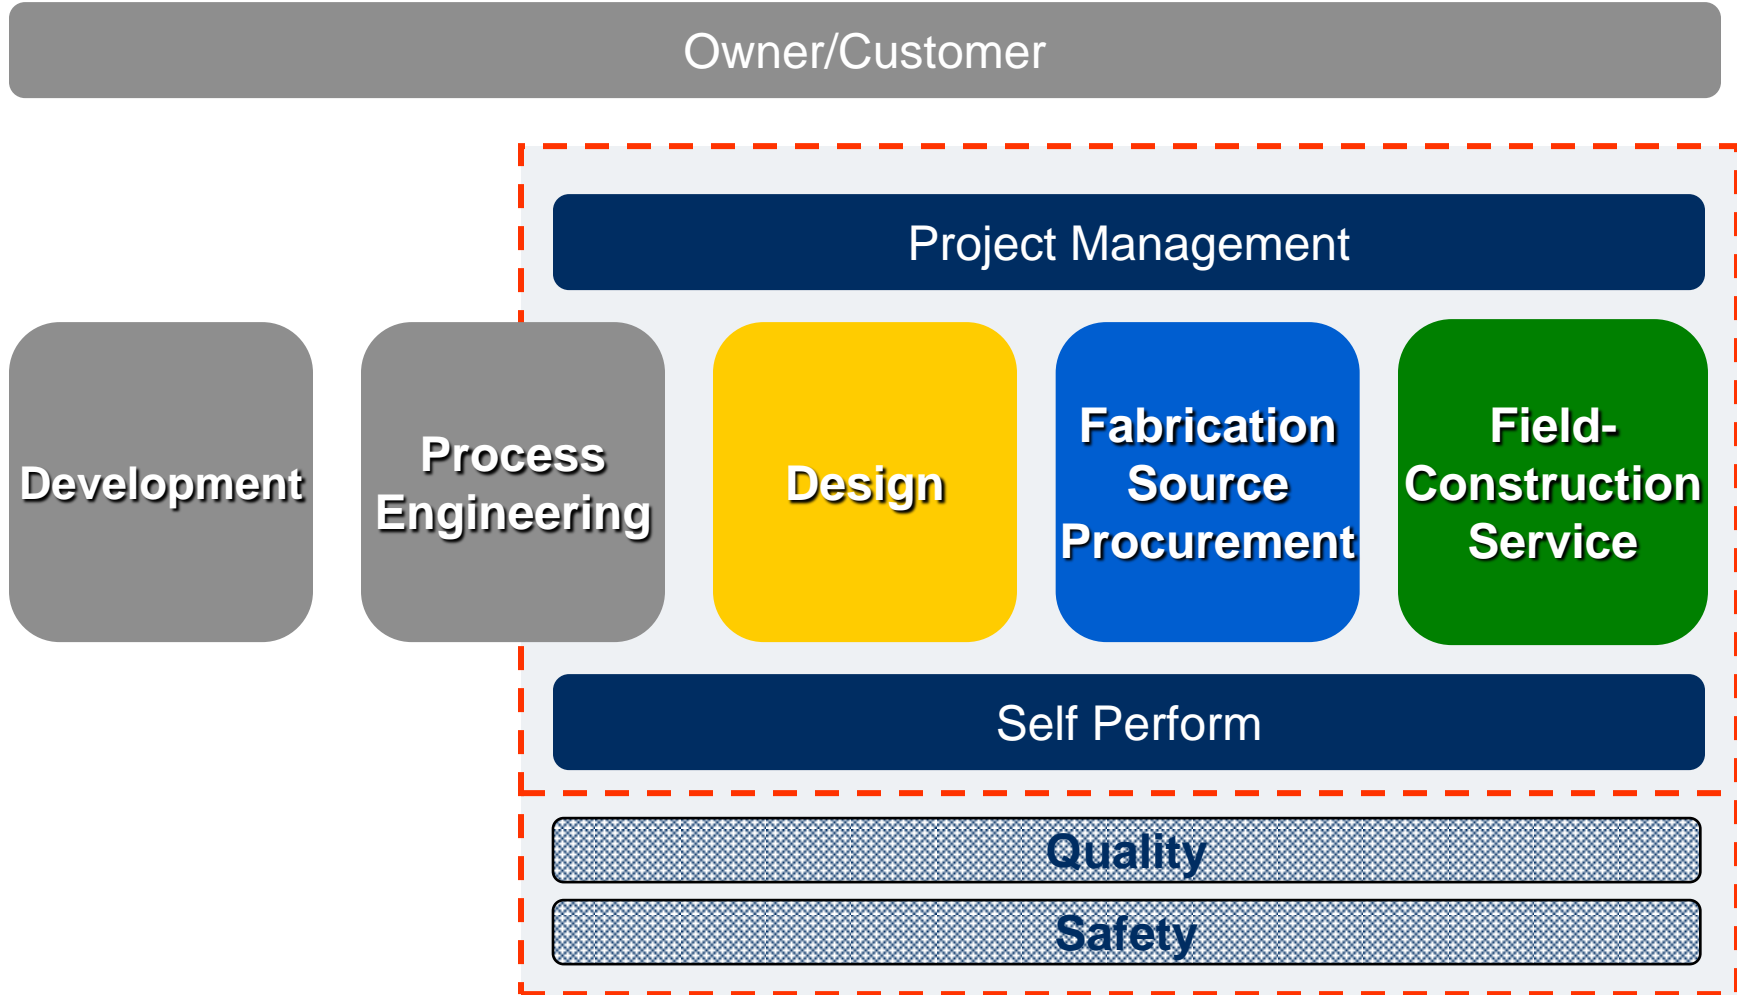 Owner/Customer
Project Management
Development
Process
Engineering
Design
Fabrication
Source
Procurement
Field-
Construction
Service
Self Perform
Quality
Safety